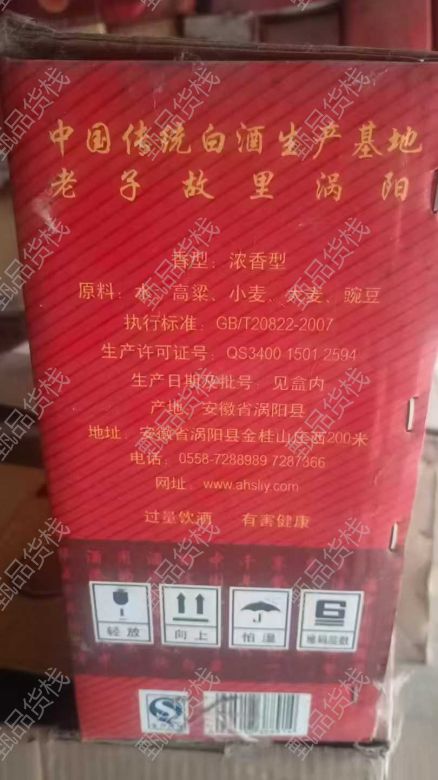 中国传统白酒生产基地
老子故里涡阳
香型：浓香型
原料：水、高粱、小麦、大麦、豌豆
执行标准：GB/T20822-2007
生产许可证号：QS3400 1501 2594
生产日期及批号：见盒内
产地：安徽省涡阳县
地址：安徽省涡阳县金桂山庄西200米
电话：0558-7288989 7287366
网址：www.ahsliy.com
过量饮酒 有害健康
轻放 向上 怕湿 堆码层数
6
甄品货栈